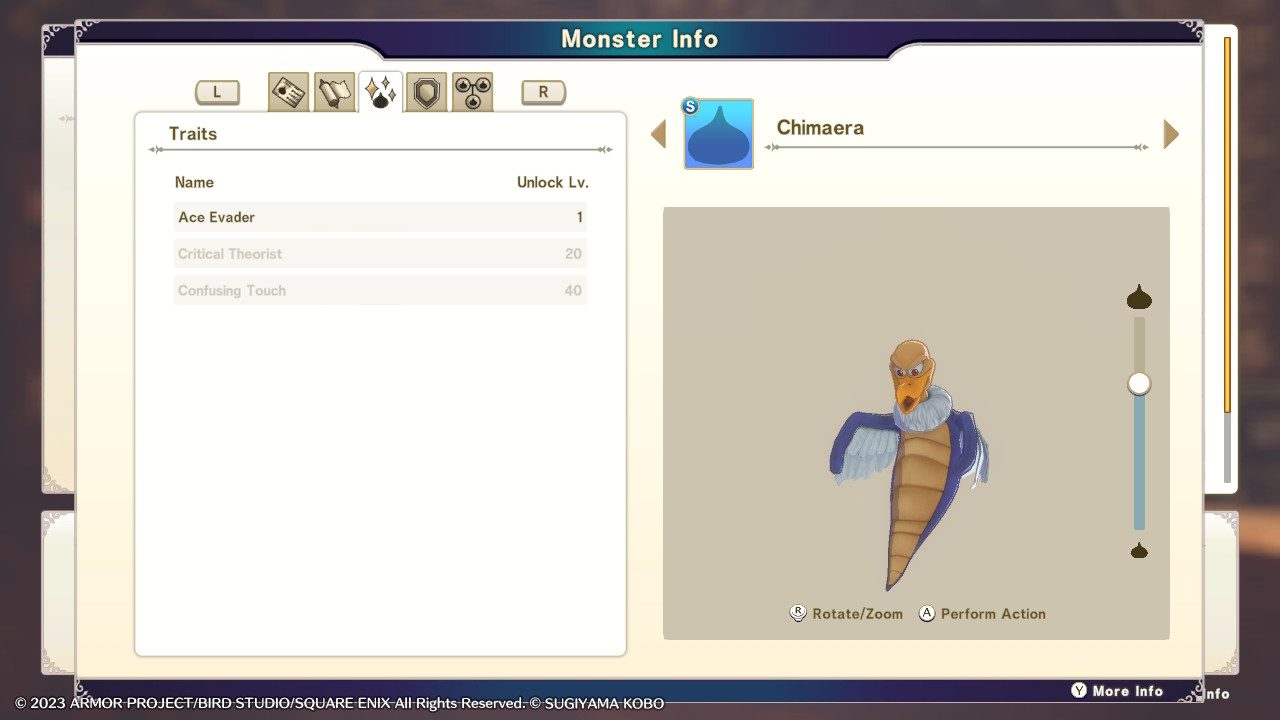 Monster Info
L
R
Traits
Name Unlock Lv.
Ace Evader 1
Critical Theorist 20
Confusing Touch 40
S
Chimaera
R Rotate/Zoom A Perform Action
Y More Info
nfo
© 2023 ARMOR PROJECT/BIRD STUDIO/SQUARE ENIX All Rights Reserved. © SUGIYAMA KOBO